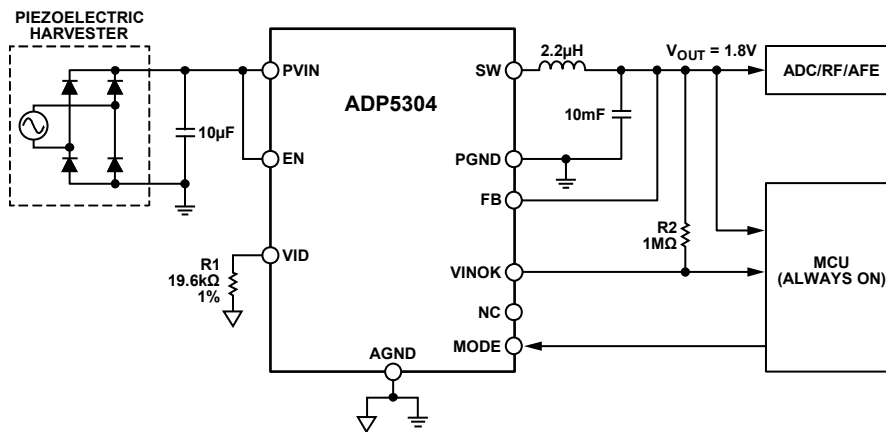 PIEZOELECTRIC
HARVESTER
10µF
PVIN
EN
VID
R1
19.6kΩ
1%
ADP5304
AGND
SW
PGND
FB
VINOK
NC
MODE
2.2µH
10mF
VOUT = 1.8V
R2
1MΩ
ADC/RF/AFE
MCU
(ALWAYS ON)